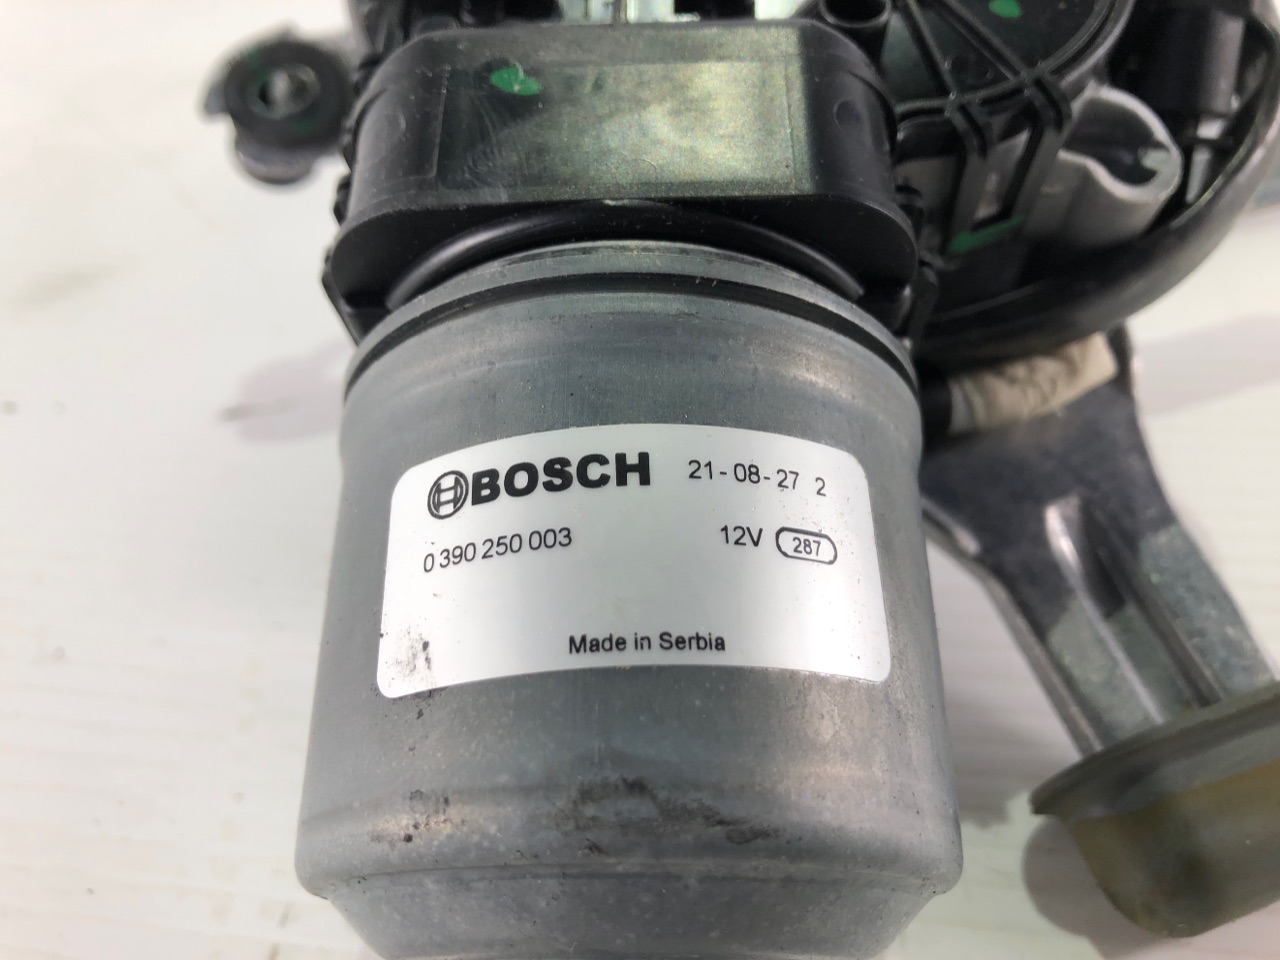 BOSCH 21-08-27 2
0 390 250 003 12V 287
Made in Serbia